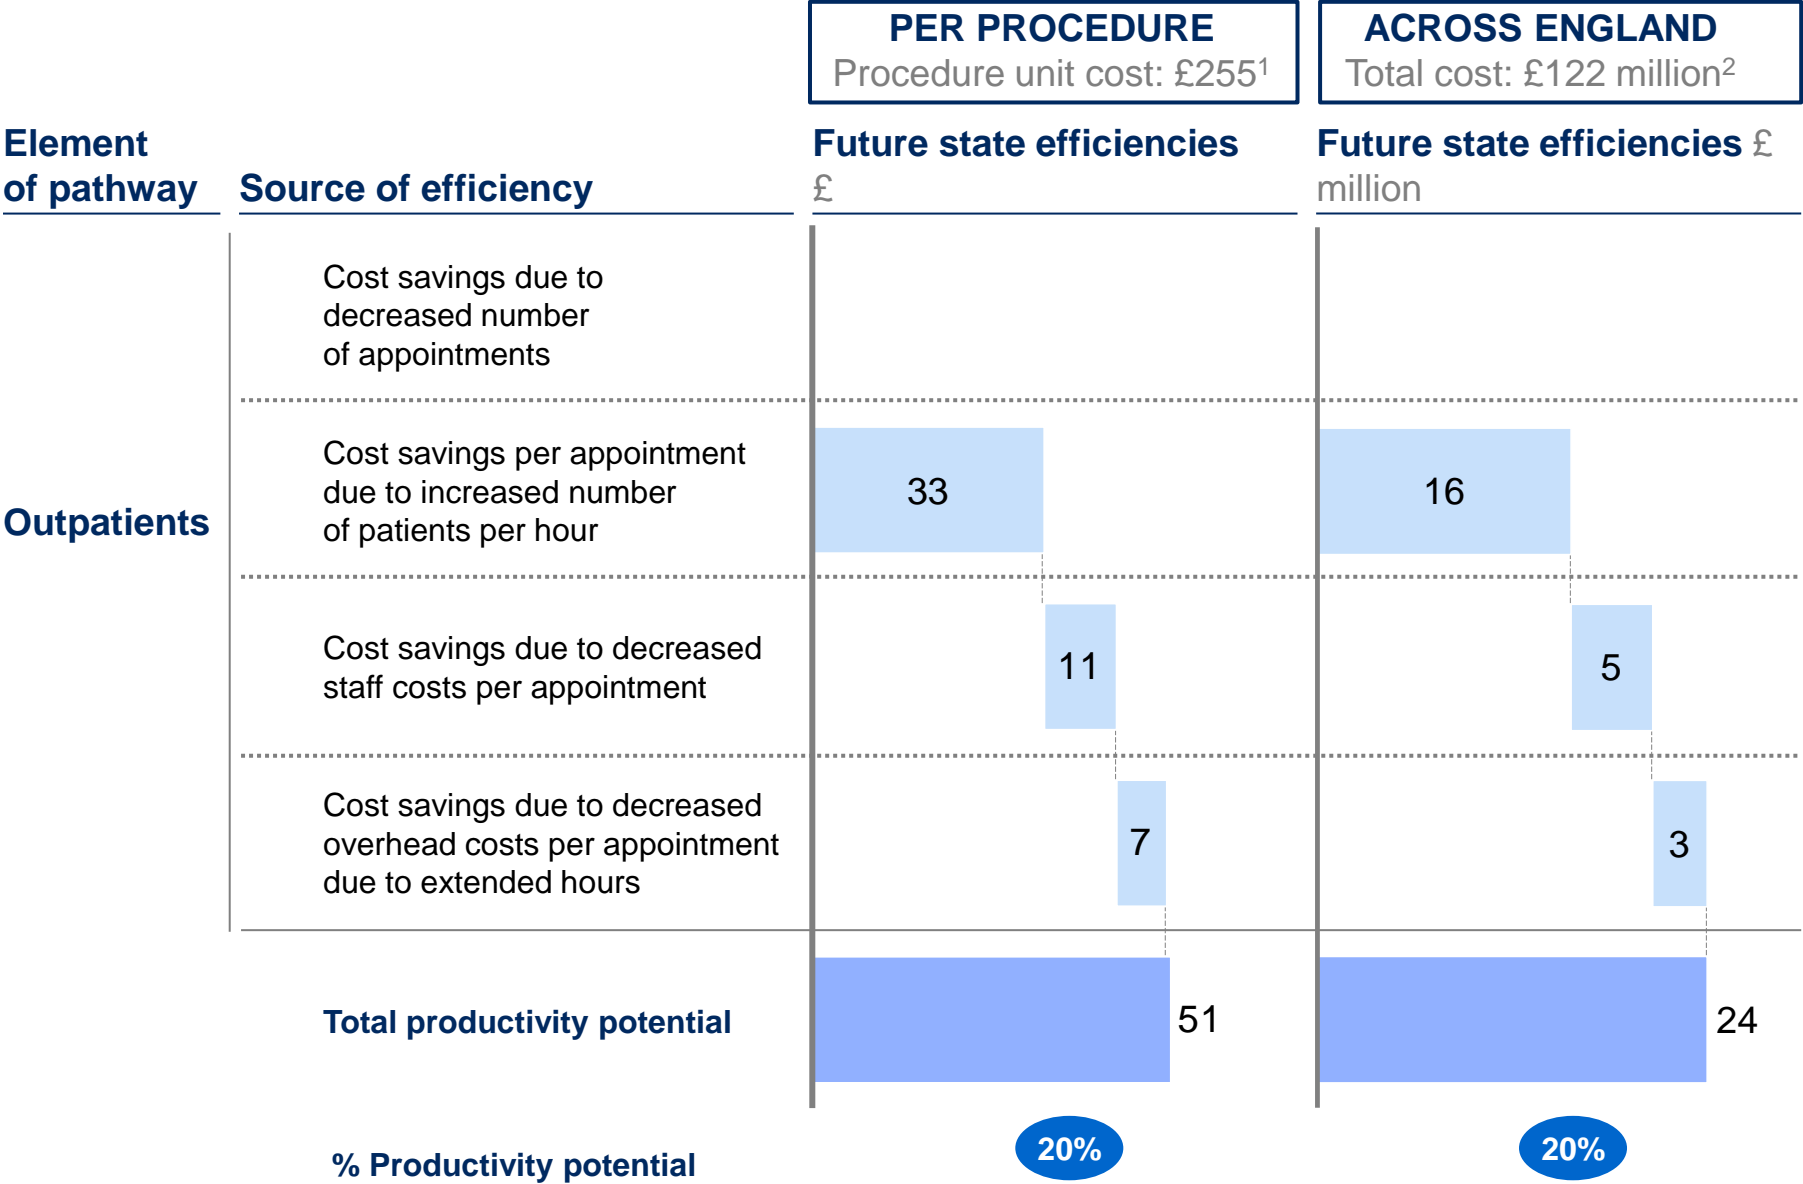 PER PROCEDURE
Procedure unit cost: £255¹
ACROSS ENGLAND
Total cost: £122 million²
Element
of pathway
Source of efficiency
Future state efficiencies
£
Future state efficiencies £
million
Outpatients
Cost savings due to
decreased number
of appointments
Cost savings per appointment
due to increased number
of patients per hour
33
16
Cost savings due to decreased
staff costs per appointment
11
5
Cost savings due to decreased
overhead costs per appointment
due to extended hours
7
3
Total productivity potential
51
24
% Productivity potential
20%
20%